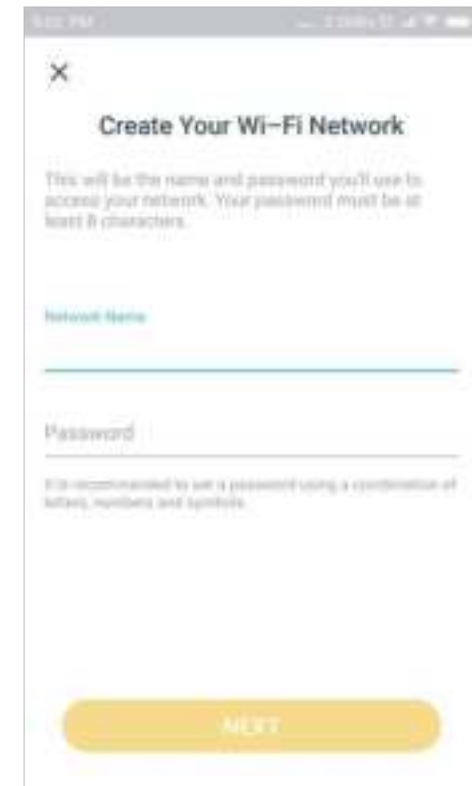 Create Your Wi-Fi Network
This will be the name and password you'll use to
access your network. Your password must be at
least 8 characters.
Network Name
Password
It is recommended to set a password using a combination of
letters, numbers and symbols.
NEXT